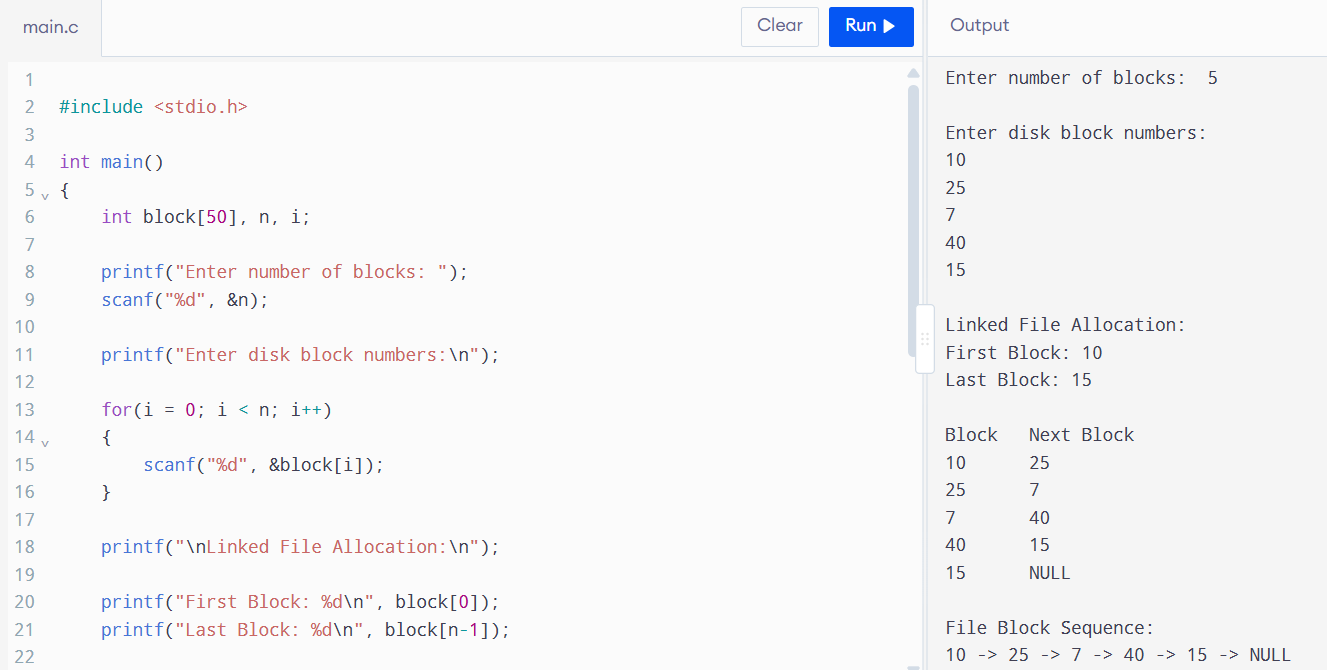 main.c
Clear
Run
Output
1
2 #include <stdio.h>
3
4 int main()
5 {
6     int block[50], n, i;
7
8     printf("Enter number of blocks: ");
9     scanf("%d", &n);
10
11     printf("Enter disk block numbers:\n");
12
13     for(i = 0; i < n; i++)
14     {
15         scanf("%d", &block[i]);
16     }
17
18     printf("\nLinked File Allocation:\n");
19
20     printf("First Block: %d\n", block[0]);
21     printf("Last Block: %d\n", block[n-1]);
22
Enter number of blocks:  5
Enter disk block numbers:
10
25
7
40
15
Linked File Allocation:
First Block: 10
Last Block: 15
Block   Next Block
10      25
25      7
7       40
40      15
15      NULL
File Block Sequence:
10 -> 25 -> 7 -> 40 -> 15 -> NULL